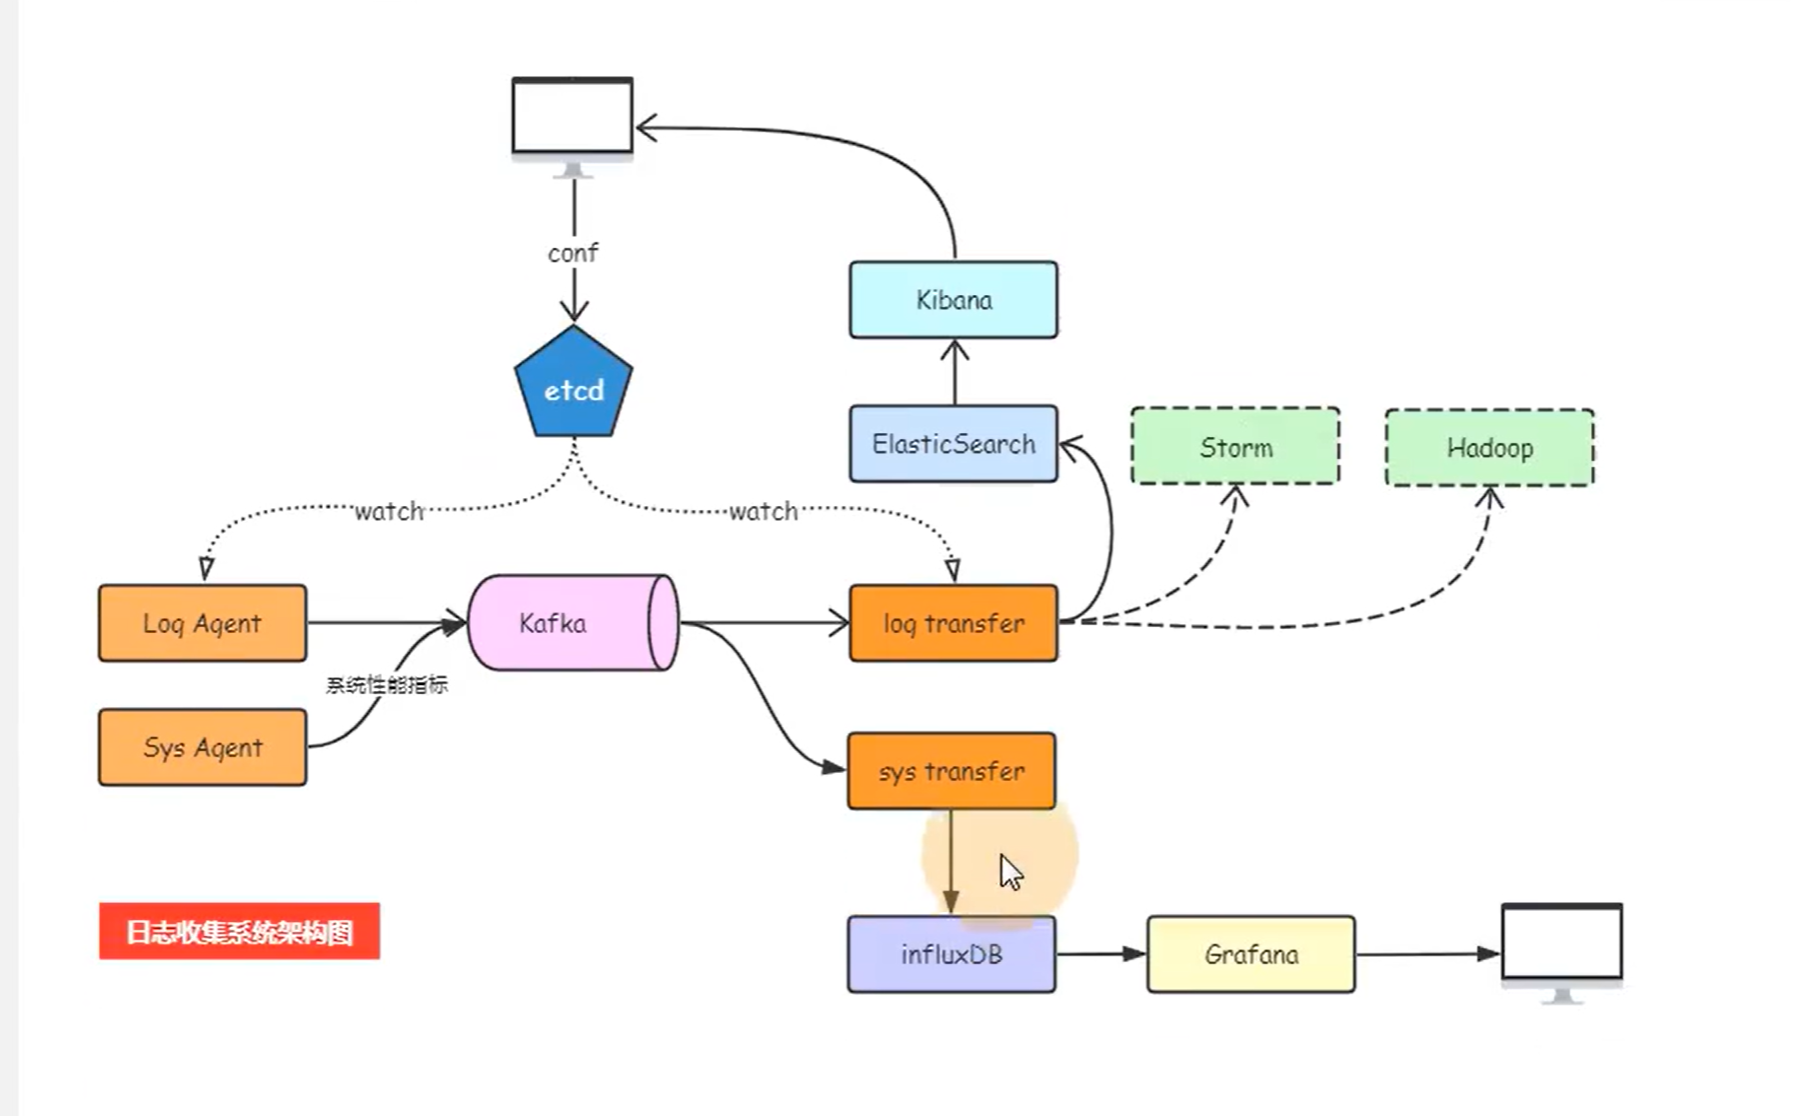 conf
Kibana
etcd
ElasticSearch
Storm
Hadoop
watch
watch
Log Agent
Kafka
log transfer
系统性能指标
Sys Agent
sys transfer
日志收集系统架构图
influxDB
Grafana